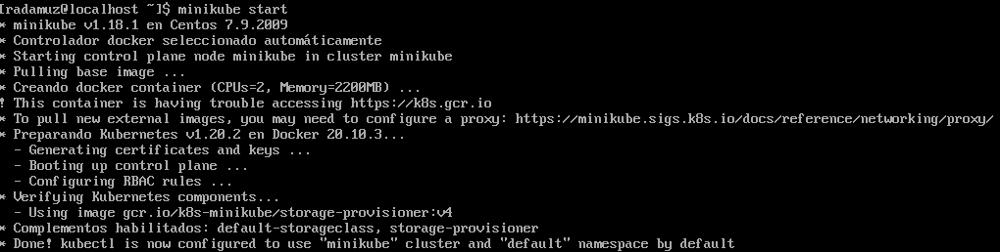 [radamuz@localhost ~]$ minikube start
* minikube v1.18.1 en Centos 7.9.2009
* Controlador docker seleccionado automáticamente
* Starting control plane node minikube in cluster minikube
* Pulling base image ...
* Creando docker container (CPUs=2, Memory=2200MB) ...
! This container is having trouble accessing https://k8s.gcr.io
* To pull new external images, you may need to configure a proxy: https://minikube.sigs.k8s.io/docs/reference/networking/proxy/
* Preparando Kubernetes v1.20.2 en Docker 20.10.3...
  - Generating certificates and keys ...
  - Booting up control plane ...
  - Configuring RBAC rules ...
* Verifying Kubernetes components...
  - Using image gcr.io/k8s-minikube/storage-provisioner:v4
* Complementos habilitados: default-storageclass, storage-provisioner
* Done! kubectl is now configured to use "minikube" cluster and "default" namespace by default